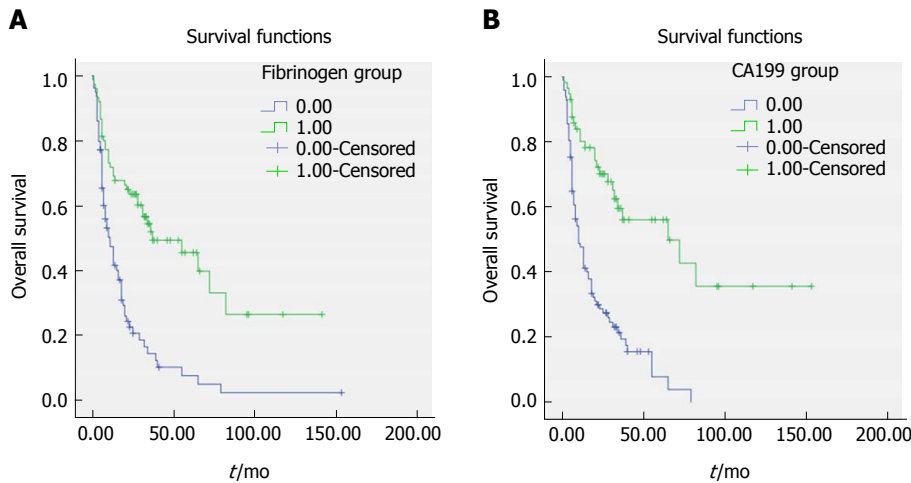 A
Survival functions
Fibrinogen group
0.00
1.00
0.00-Censored
1.00-Censored
Overall survival
1.0
0.8
0.6
0.4
0.2
0.0
0.00 50.00 100.00 150.00 200.00
t/mo
B
Survival functions
CA199 group
0.00
1.00
0.00-Censored
1.00-Censored
Overall survival
1.0
0.8
0.6
0.4
0.2
0.0
0.00 50.00 100.00 150.00 200.00
t/mo